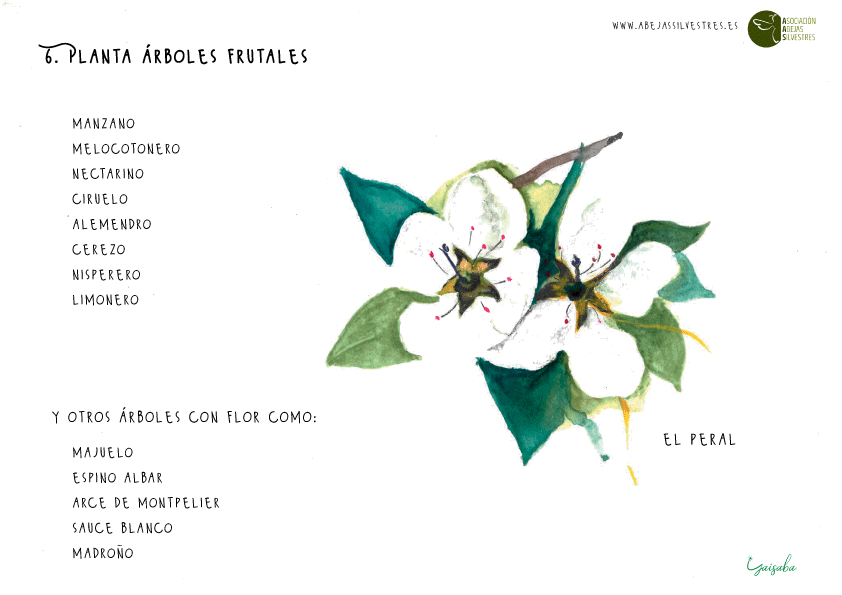 WWW.ABEJASSILVESTRES.ES
ASOCIACIÓN
ABEJAS
SILVESTRES
6. PLANTA ÁRBOLES FRUTALES
MANZANO
MELOCOTONERO
NECTARINO
CIRUELO
ALEMENDRO
CEREZO
NISPERERO
LIMONERO
Y OTROS ÁRBOLES CON FLOR COMO:
MAJUELO
ESPINO ALBAR
ARCE DE MONTPELIER
SAUCE BLANCO
MADROÑO
EL PERAL
Gaisaba